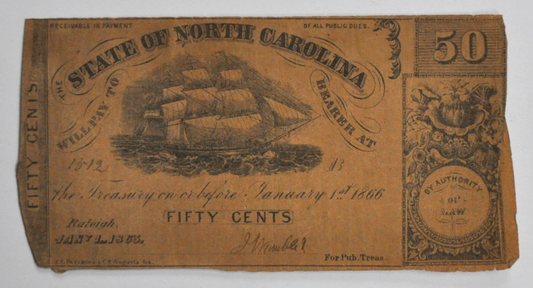 RECEIVABLE IN PAYMENT OF ALL PUBLIC DUES
THE STATE OF NORTH CAROLINA
WILL PAY TO BEARER AT
50
FIFTY CENTS
1512
The Treasury on or before January 1st 1866
FIFTY CENTS
Raleigh,
For Pub. Treas.
BY AUTHORITY
OF
LAW